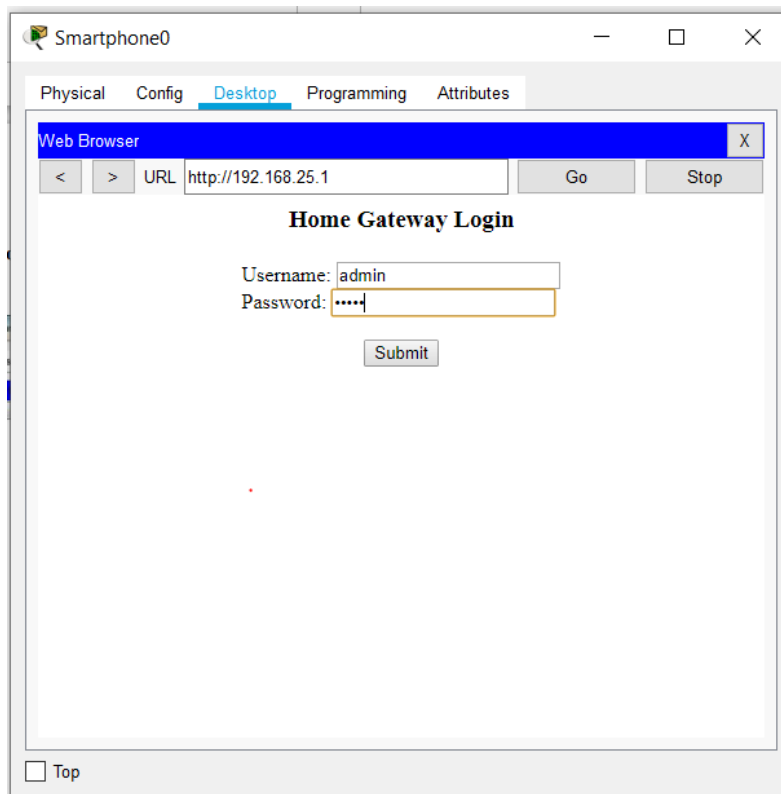 Smartphone0
Physical Config Desktop Programming Attributes
Web Browser X
< > URL http://192.168.25.1 Go Stop
Home Gateway Login
Username: admin
Password: •••••
Submit
Top